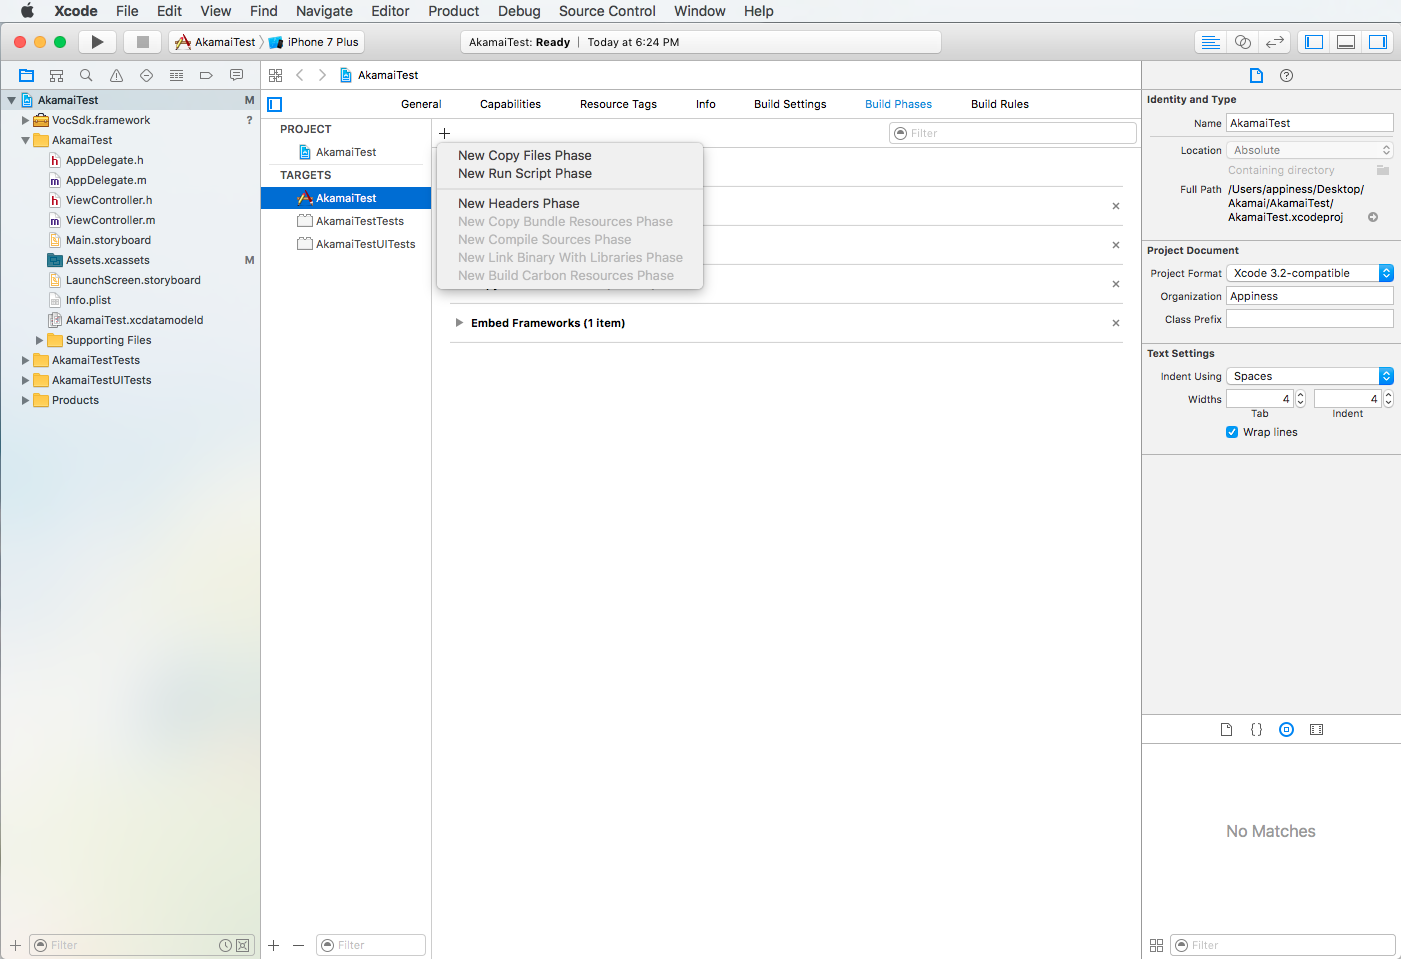 Xcode File Edit View Find Navigate Editor Product Debug Source Control Window Help
AkamaiTest iPhone 7 Plus
AkamaiTest: Ready | Today at 6:24 PM
AkamaiTest M
VocSdk.framework ?
AkamaiTest
AppDelegate.h
AppDelegate.m
ViewController.h
ViewController.m
Main.storyboard
Assets.xcassets M
LaunchScreen.storyboard
Info.plist
AkamaiTest.xcdatamodeld
Supporting Files
AkamaiTestTests
AkamaiTestUITests
Products
Filter
AkamaiTest
General Capabilities Resource Tags Info Build Settings Build Phases Build Rules
PROJECT
AkamaiTest
TARGETS
AkamaiTest
AkamaiTestTests
AkamaiTestUITests
Filter
Filter
New Copy Files Phase
New Run Script Phase
New Headers Phase
New Copy Bundle Resources Phase
New Compile Sources Phase
New Link Binary With Libraries Phase
New Build Carbon Resources Phase
Embed Frameworks (1 item)
Identity and Type
Name AkamaiTest
Location Absolute
Containing directory
Full Path /Users/appiness/Desktop/
Akamai/AkamaiTest/
AkamaiTest.xcodeproj
Project Document
Project Format Xcode 3.2-compatible
Organization Appiness
Class Prefix
Text Settings
Indent Using Spaces
Widths 4 4
Tab Indent
Wrap lines
No Matches
Filter